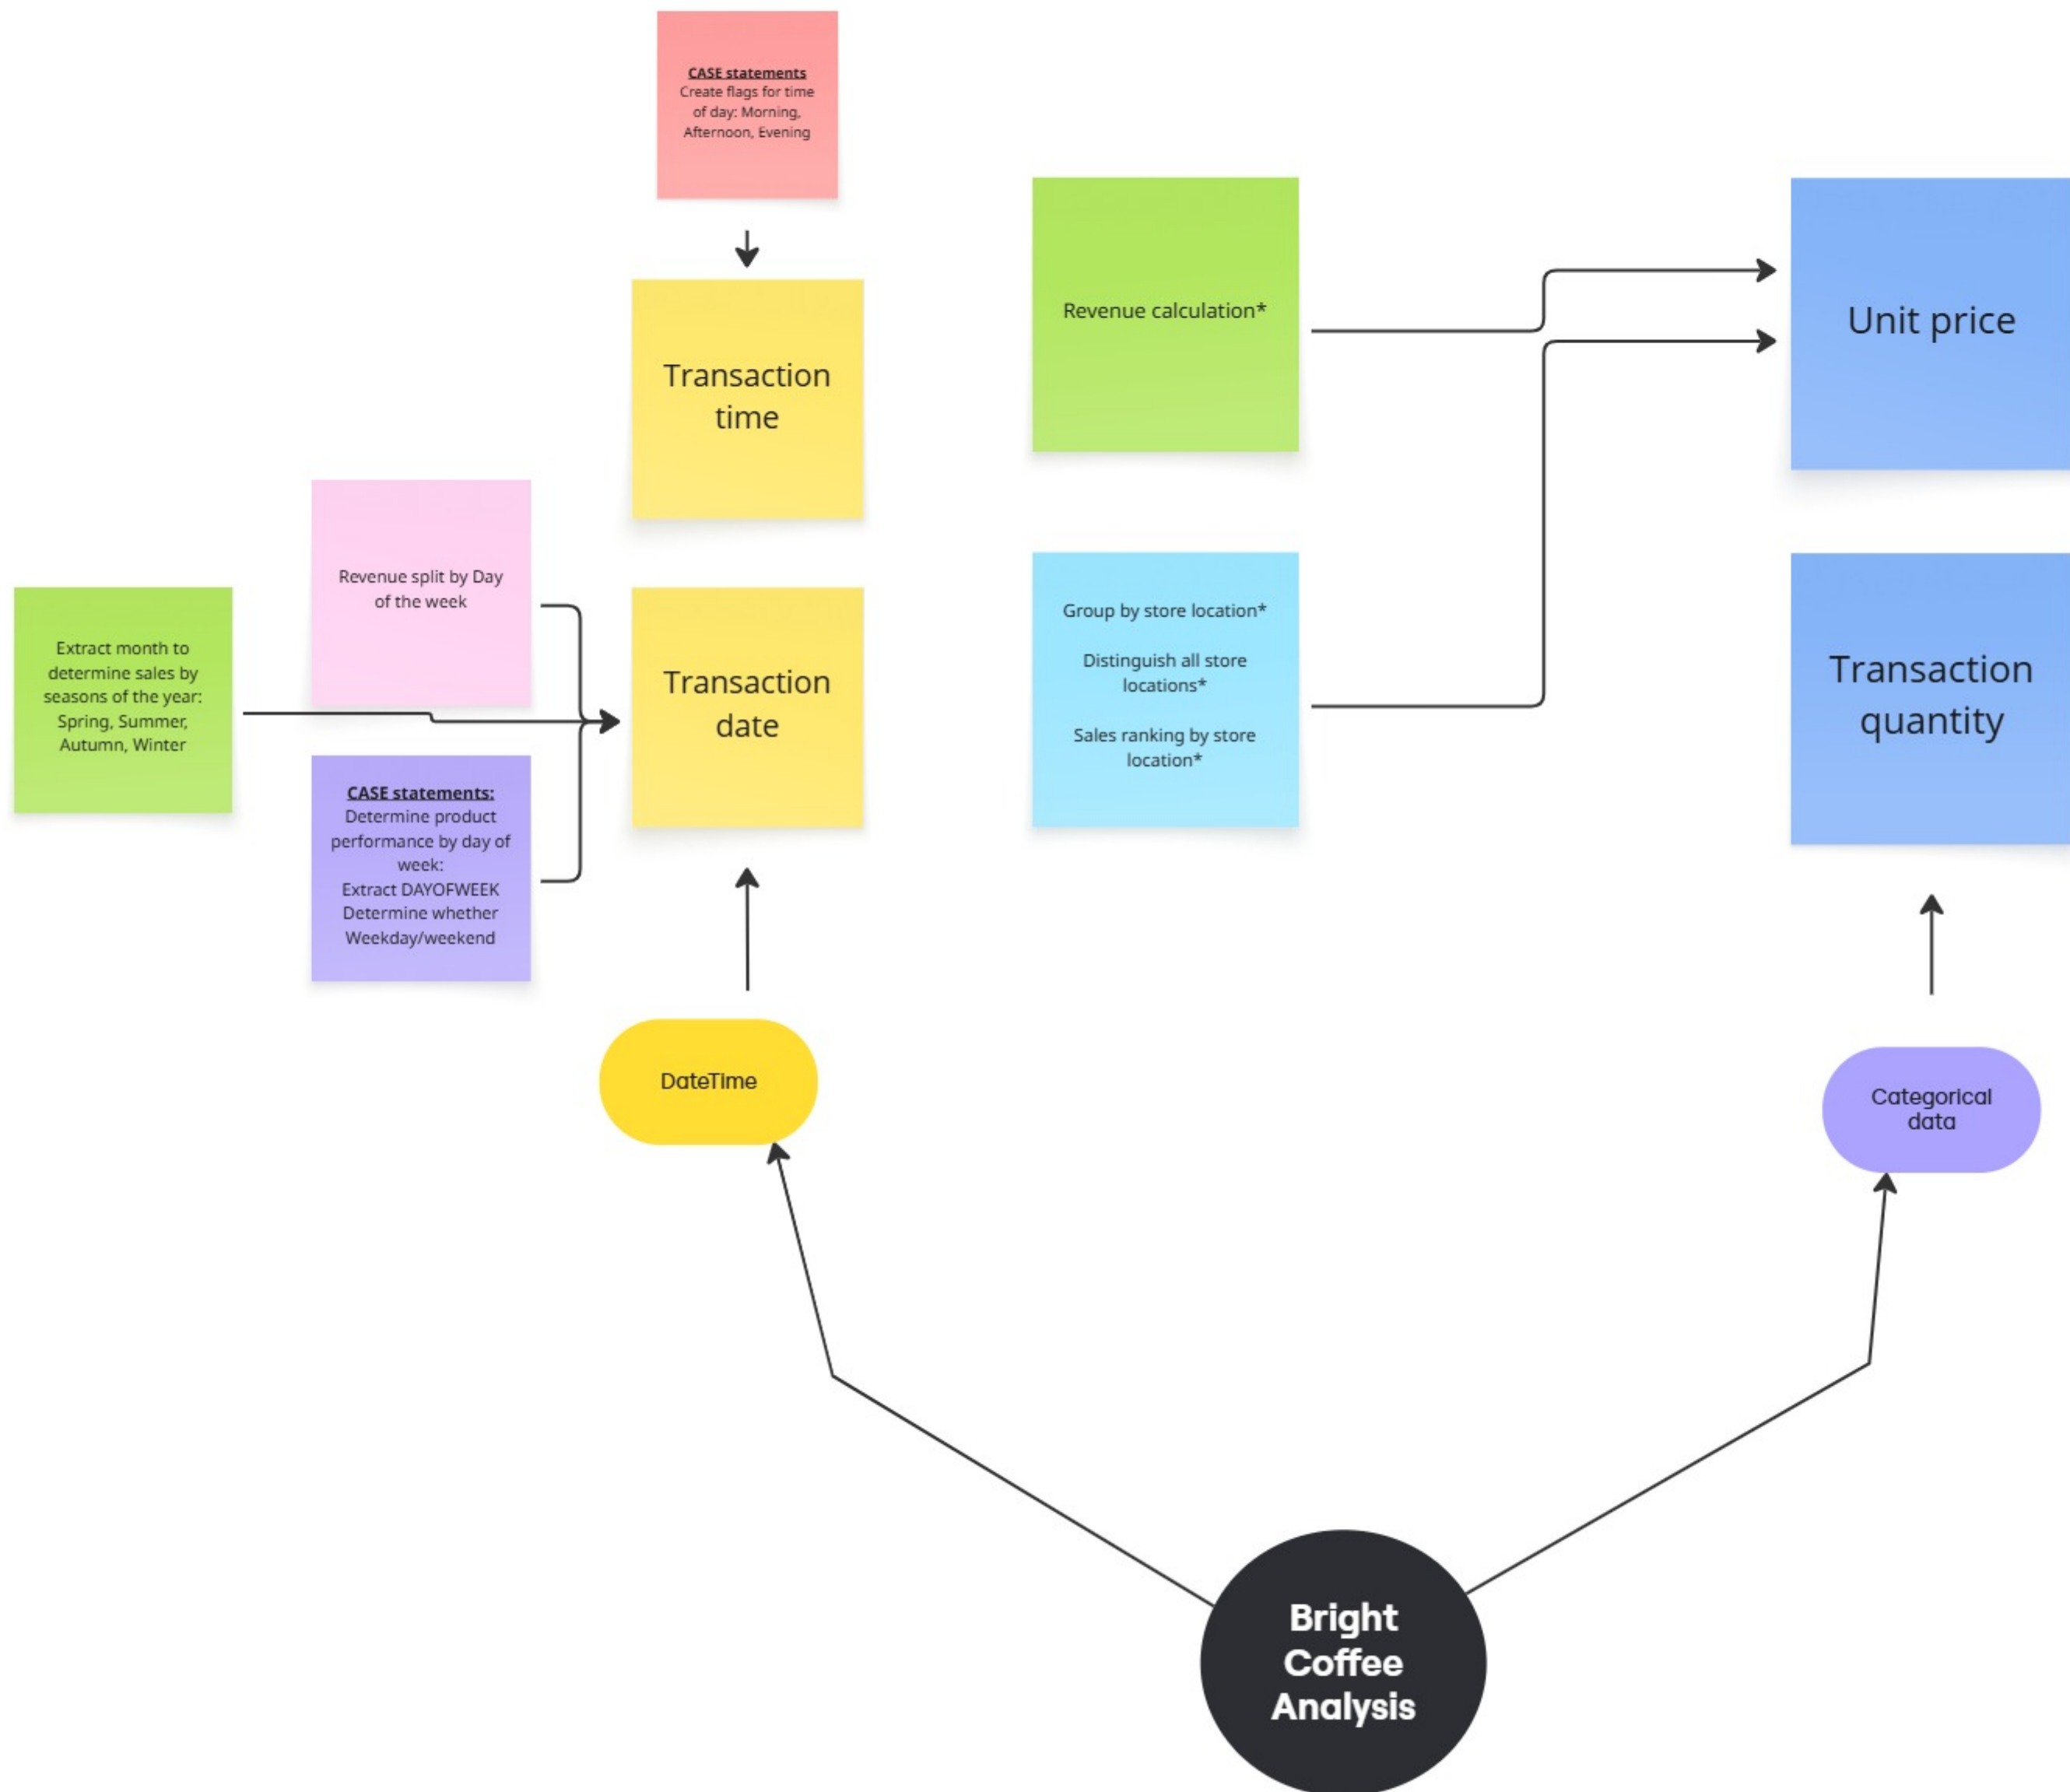 CASE statements
Create flags for time
of day: Morning,
Afternoon, Evening
Transaction
time
Revenue calculation*
Unit price
Revenue split by Day
of the week
Extract month to
determine sales by
seasons of the year:
Spring, Summer,
Autumn, Winter
CASE statements:
Determine product
performance by day of
week:
Extract DAYOFWEEK
Determine whether
Weekday/weekend
Transaction
date
Group by store location*
Distinguish all store
locations*
Sales ranking by store
location*
Transaction
quantity
DateTime
Categorical
data
Bright
Coffee
Analysis